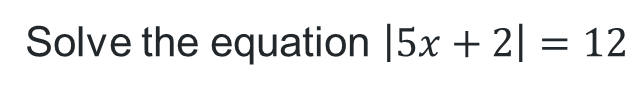 Solve the equation |5𝑥 + 2| = 12